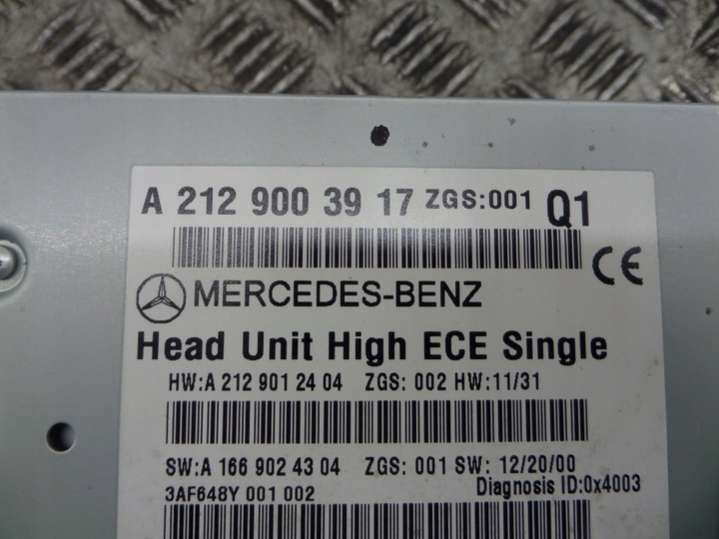 A 212 900 39 17 ZGS:001 Q1
CE
MERCEDES-BENZ
Head Unit High ECE Single
HW:A 212 901 24 04 ZGS: 002 HW:11/31
SW:A 166 902 43 04 ZGS: 001 SW: 12/20/00
3AF648Y 001 002 Diagnosis ID:0x4003